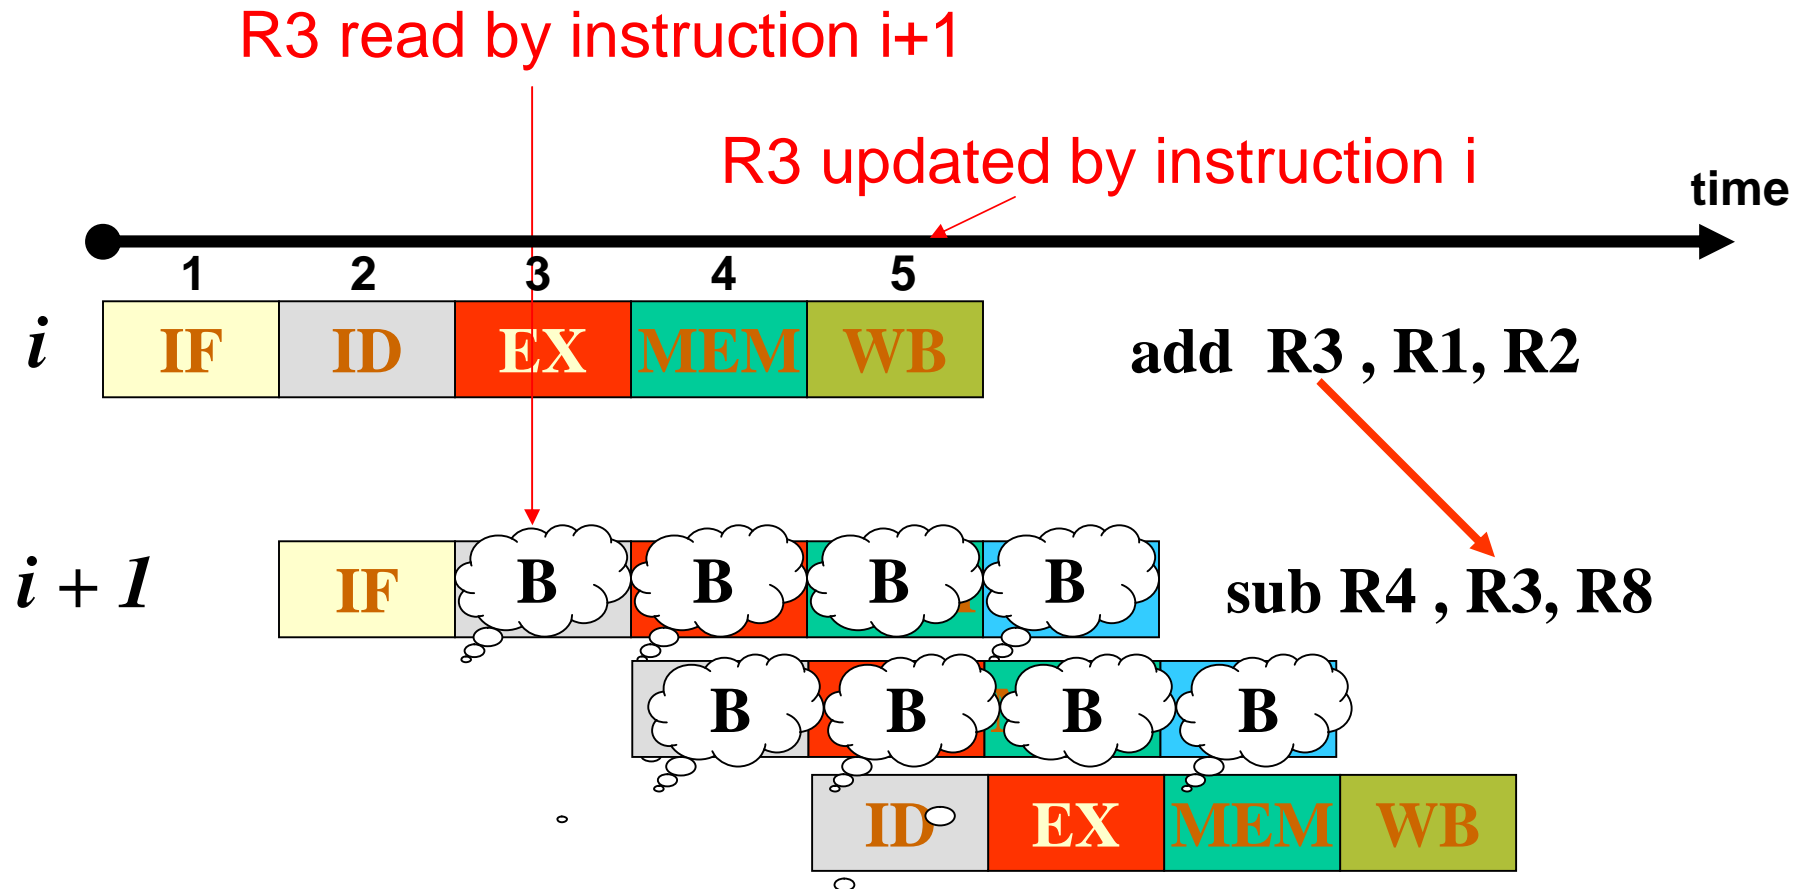 R3 read by instruction i+1
R3 updated by instruction i
time
1 2 3 4 5
i IF ID EX MEM WB add R3 , R1, R2
i + 1 IF B B B B sub R4 , R3, R8
B B B B
ID EX MEM WB